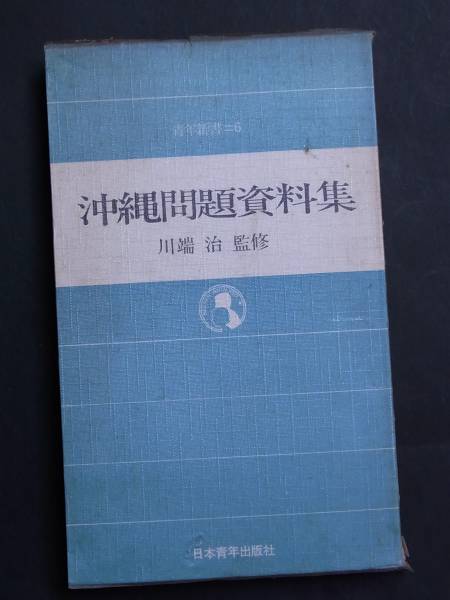 青年新書=6
沖縄問題資料集
川端 治 監修
日本青年出版社